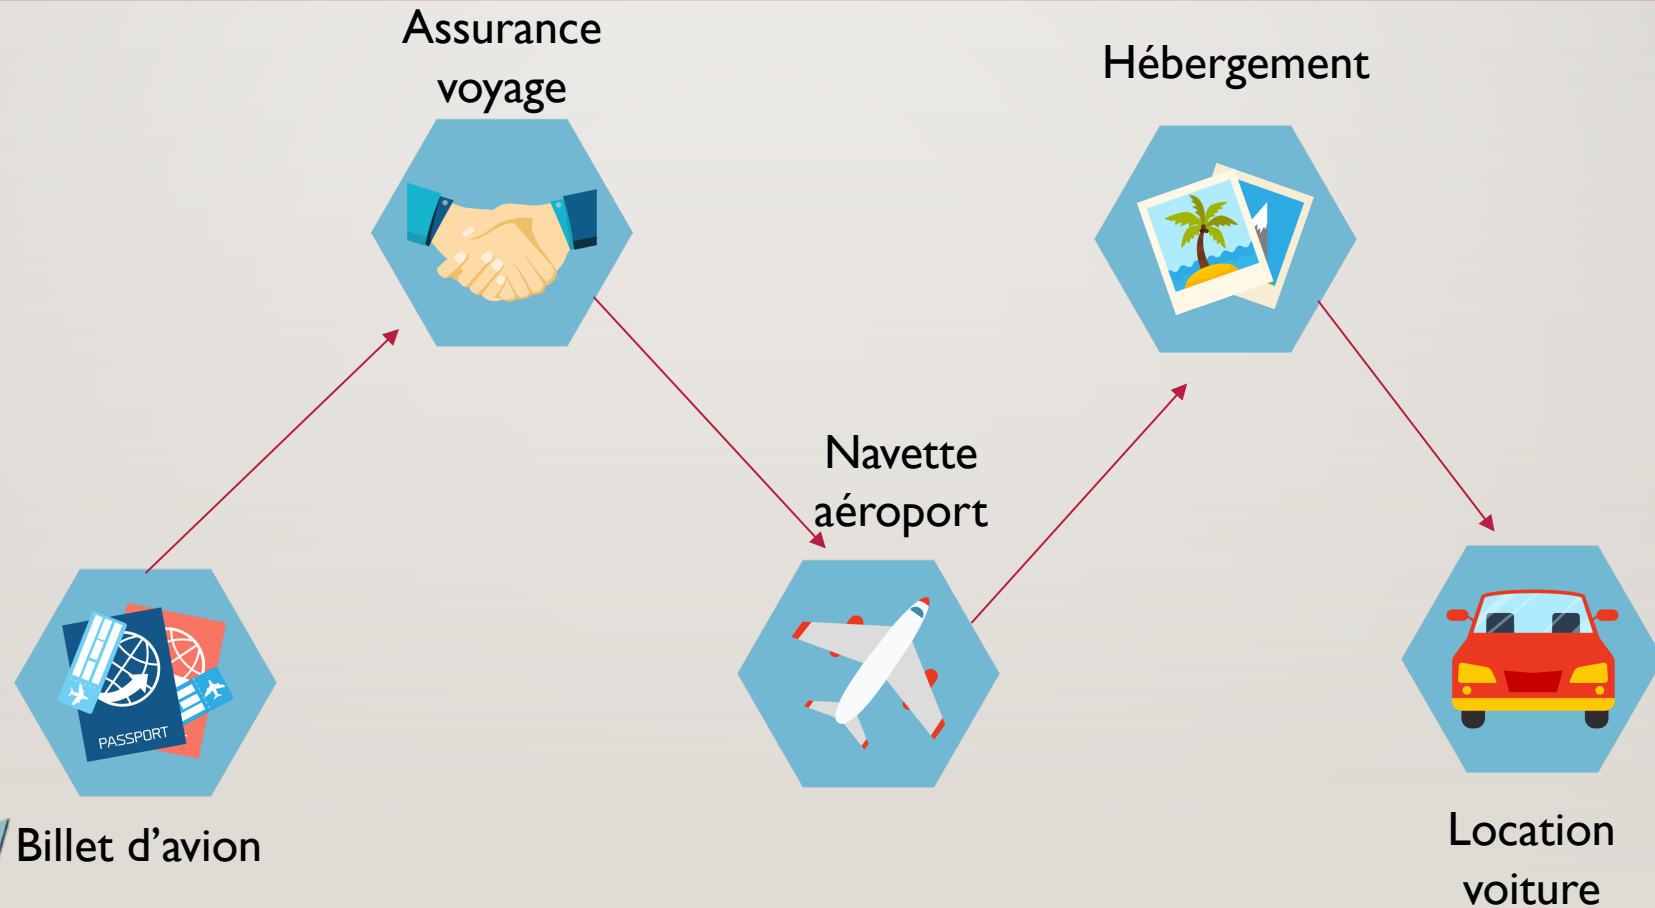 Assurance
voyage
Hébergement
Navette
aéroport
PASSPORT
Billet d’avion
Location
voiture